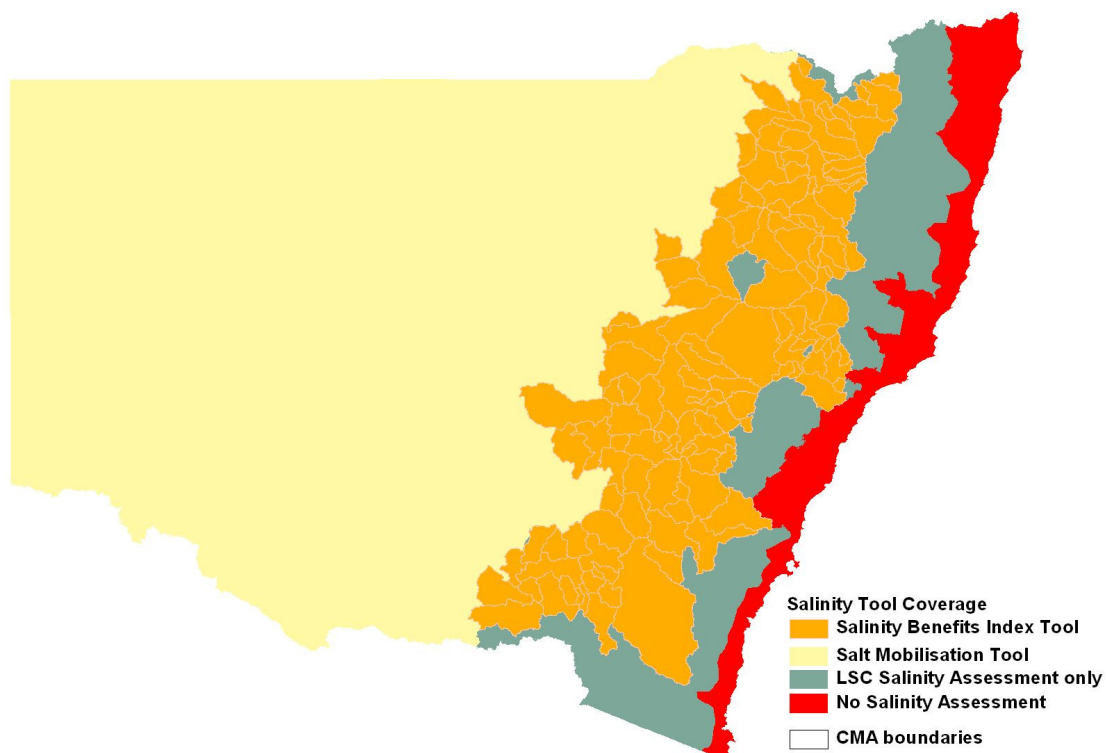 Salinity Tool Coverage
Salinity Benefits Index Tool
Salt Mobilisation Tool
LSC Salinity Assessment only
No Salinity Assessment
CMA boundaries